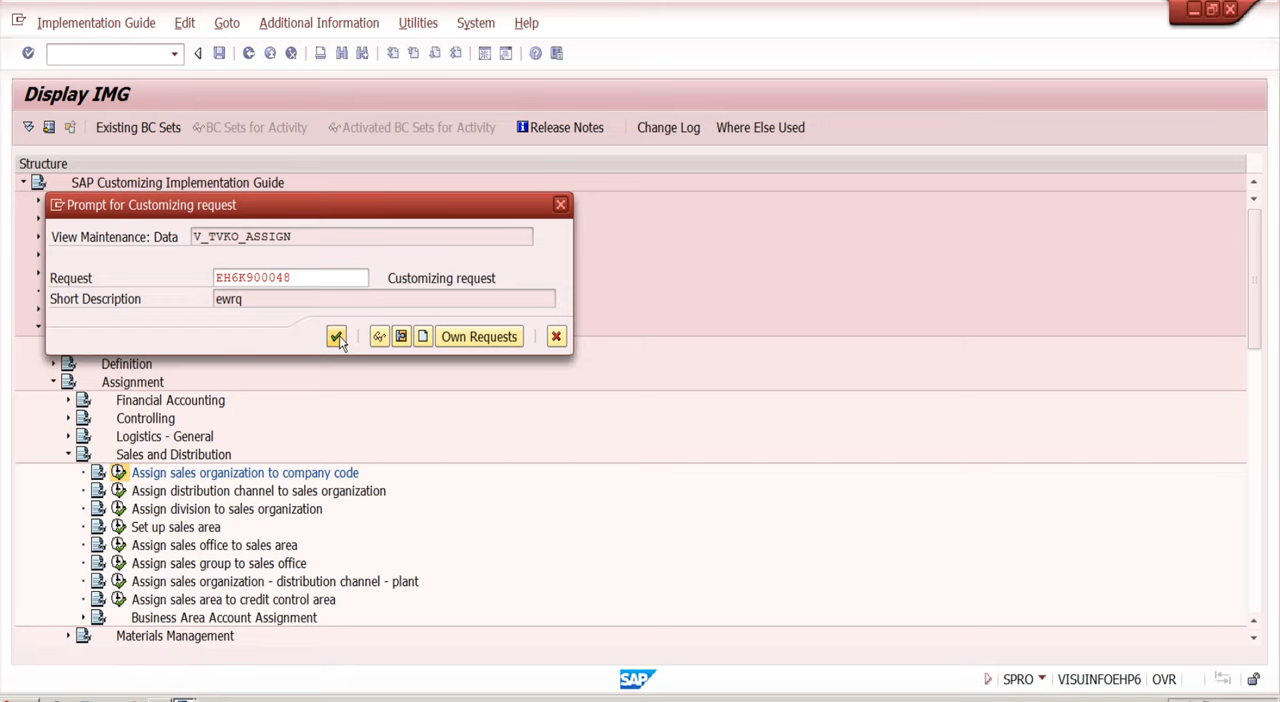 Implementation Guide Edit Goto Additional Information Utilities System Help
Display IMG
Existing BC Sets BC Sets for Activity Activated BC Sets for Activity Release Notes Change Log Where Else Used
Structure
SAP Customizing Implementation Guide
Prompt for Customizing request
View Maintenance: Data V_TVKO_ASSIGN
Request EH6K900048 Customizing request
Short Description ewrq
Own Requests
Definition
Assignment
Financial Accounting
Controlling
Logistics - General
Sales and Distribution
Assign sales organization to company code
Assign distribution channel to sales organization
Assign division to sales organization
Set up sales area
Assign sales office to sales area
Assign sales group to sales office
Assign sales organization - distribution channel - plant
Assign sales area to credit control area
Business Area Account Assignment
Materials Management
SAP SPRO VISUINFOEHP6 OVR